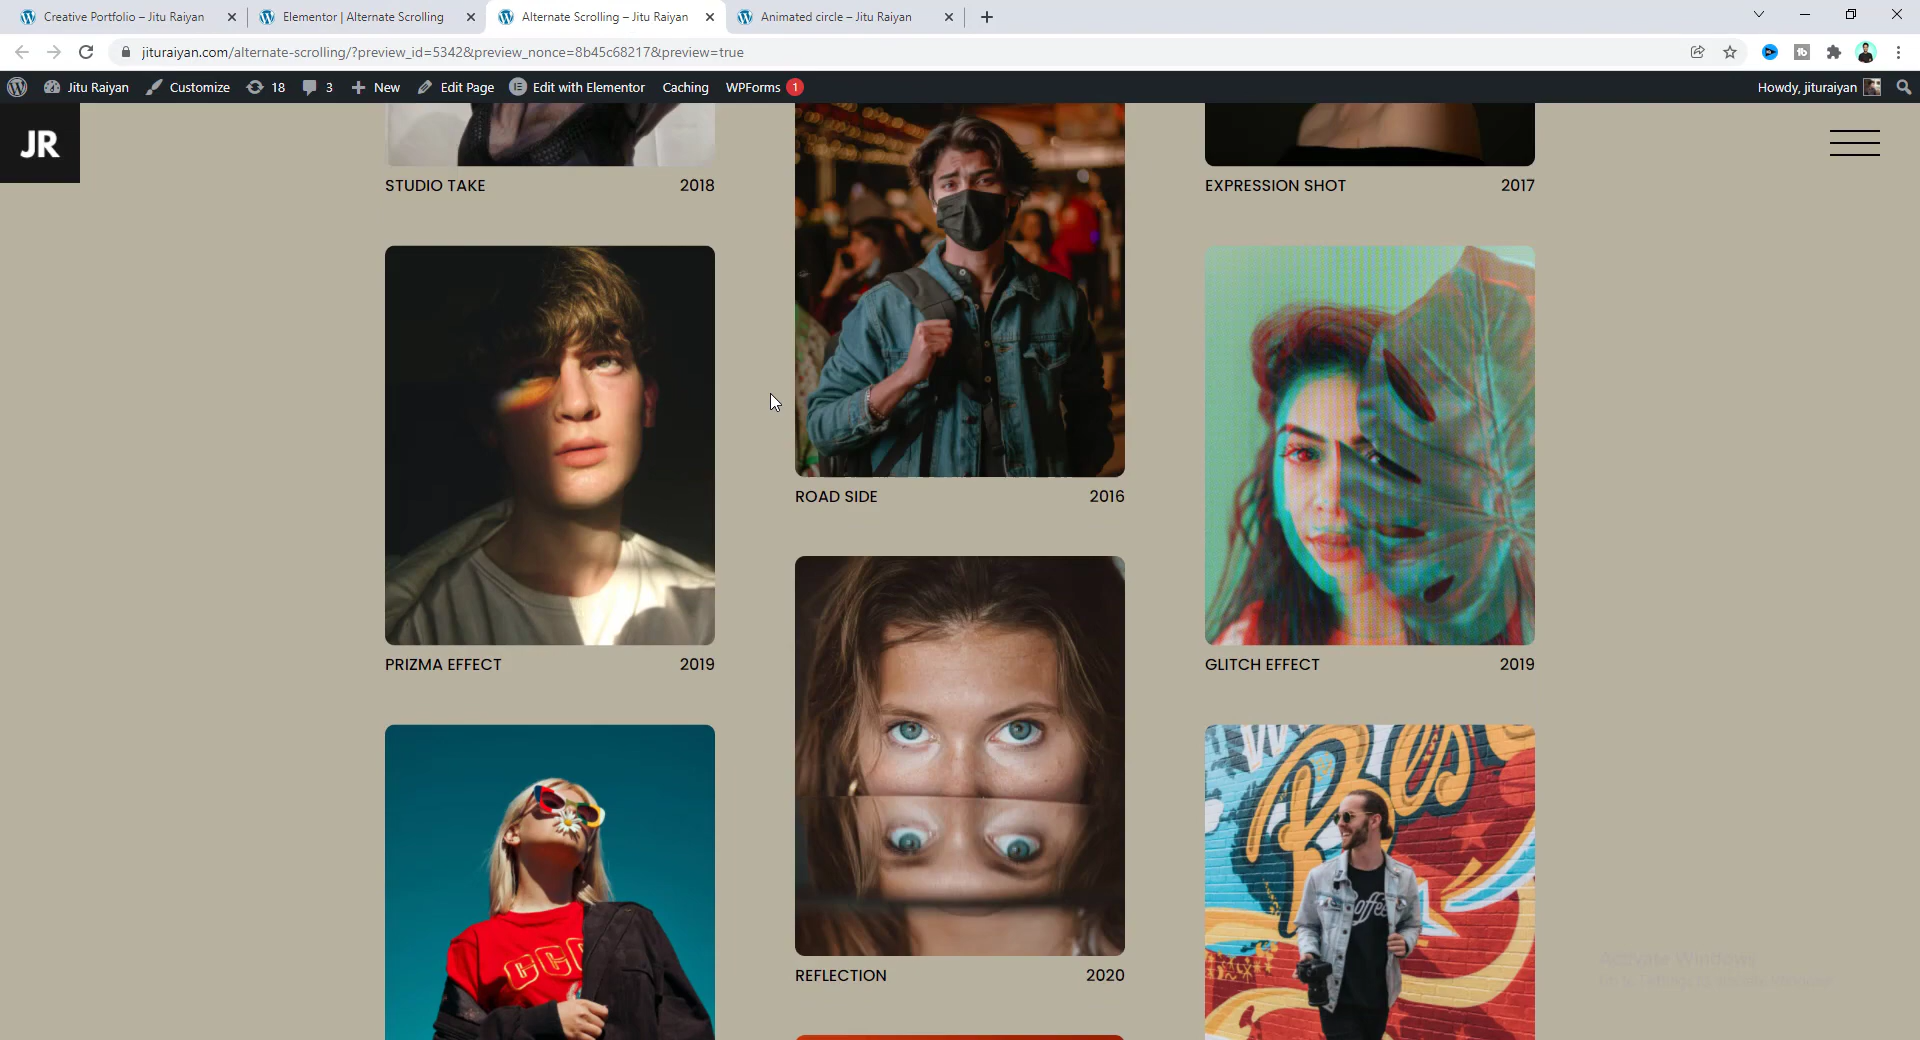 Creative Portfolio – Jitu Raiyan
Elementor | Alternate Scrolling
Alternate Scrolling – Jitu Raiyan
Animated circle – Jitu Raiyan
jituraiyan.com/alternate-scrolling/?preview_id=5342&preview_nonce=8b45c68217&preview=true
Jitu Raiyan Customize 18 3 New Edit Page Edit with Elementor Caching WPForms 1 Howdy, jituraiyan
JR
STUDIO TAKE 2018
EXPRESSION SHOT 2017
ROAD SIDE 2016
PRIZMA EFFECT 2019
GLITCH EFFECT 2019
REFLECTION 2020
Activate Windows